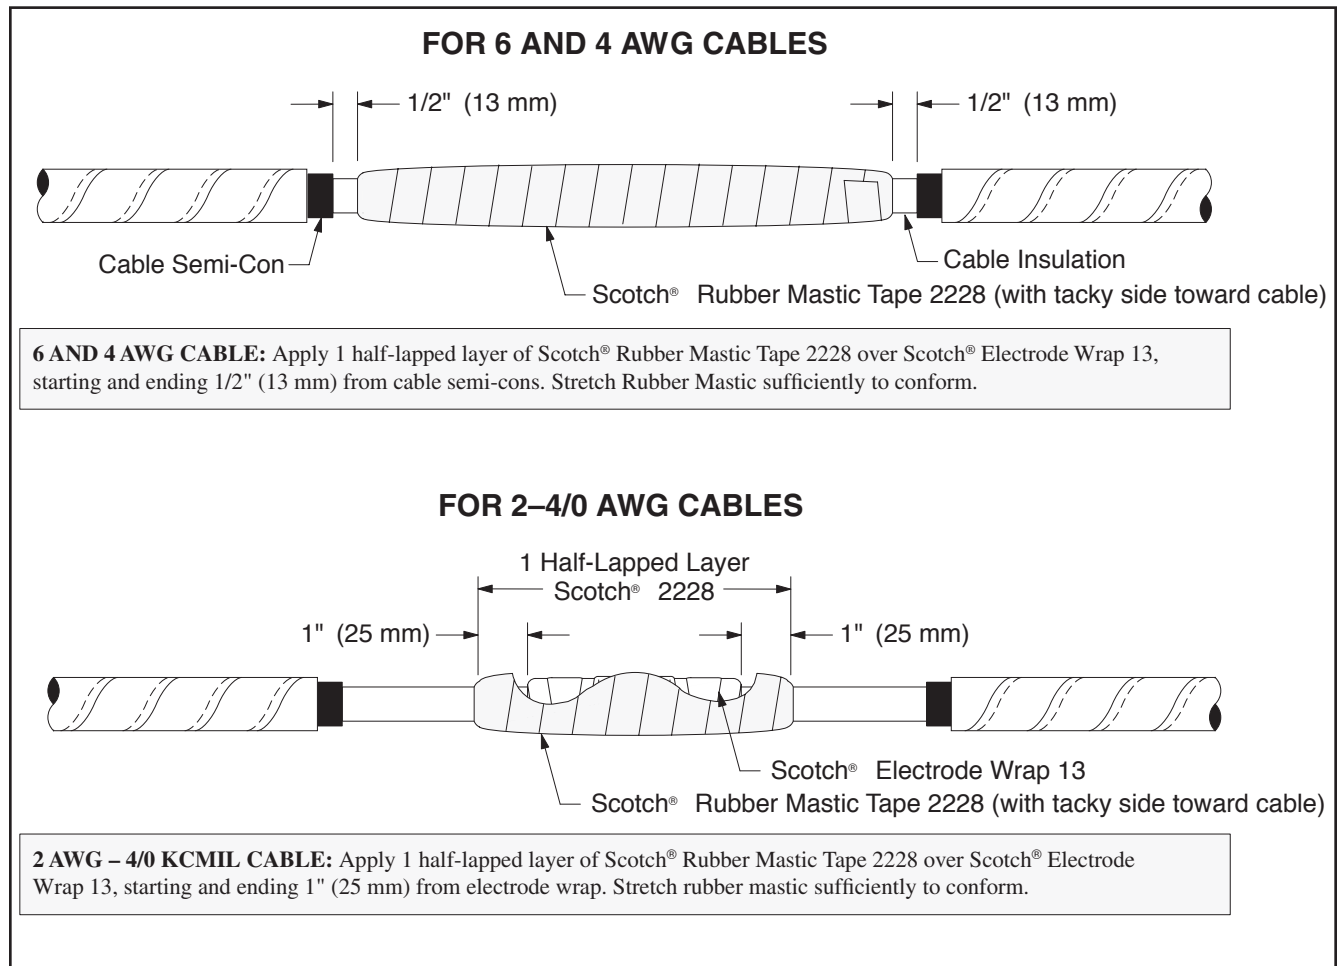 FOR 6 AND 4 AWG CABLES
1/2" (13 mm)
1/2" (13 mm)
Cable Semi-Con
Cable Insulation
Scotch® Rubber Mastic Tape 2228 (with tacky side toward cable)
6 AND 4 AWG CABLE: Apply 1 half-lapped layer of Scotch® Rubber Mastic Tape 2228 over Scotch® Electrode Wrap 13,
starting and ending 1/2" (13 mm) from cable semi-cons. Stretch Rubber Mastic sufficiently to conform.
FOR 2–4/0 AWG CABLES
1 Half-Lapped Layer
Scotch® 2228
1" (25 mm)
1" (25 mm)
Scotch® Electrode Wrap 13
Scotch® Rubber Mastic Tape 2228 (with tacky side toward cable)
2 AWG – 4/0 KCMIL CABLE: Apply 1 half-lapped layer of Scotch® Rubber Mastic Tape 2228 over Scotch® Electrode
Wrap 13, starting and ending 1" (25 mm) from electrode wrap. Stretch rubber mastic sufficiently to conform.